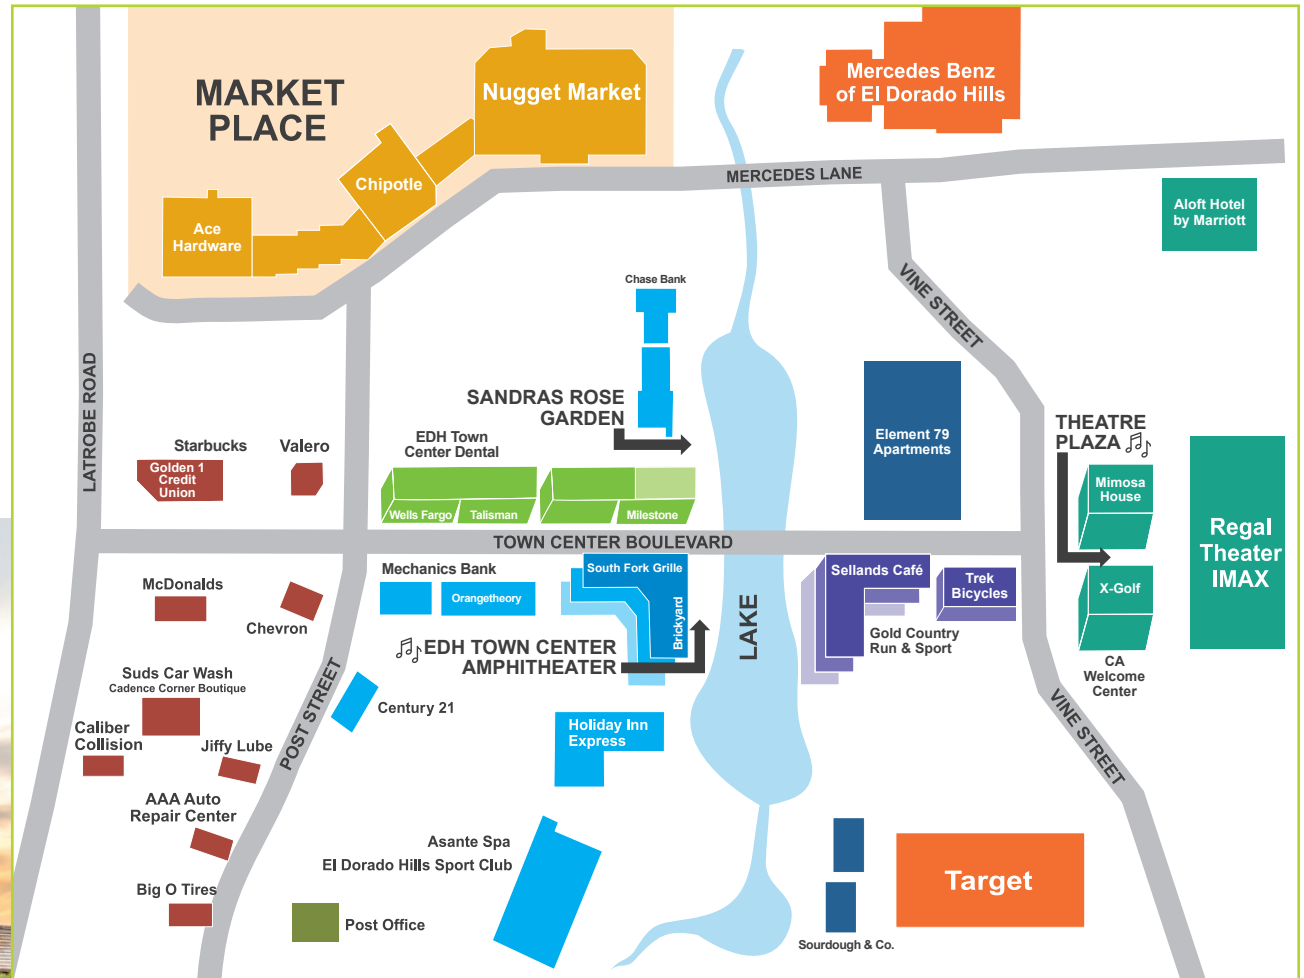 MARKET
PLACE
Nugget Market
Chipotle
Ace
Hardware
Mercedes Benz
of El Dorado Hills
MERCEDES LANE
Aloft Hotel
by Marriott
VINE STREET
Chase Bank
LATROBE ROAD
SANDRAS ROSE
GARDEN
Starbucks
Golden 1
Credit
Union
Valero
EDH Town
Center Dental
Wells Fargo
Talisman
Milestone
Element 79
Apartments
THEATRE
PLAZA
Mimosa
House
Regal
Theater
IMAX
TOWN CENTER BOULEVARD
McDonalds
Chevron
Mechanics Bank
Orangetheory
South Fork Grille
Brickyard
EDH TOWN CENTER
AMPHITHEATER
LAKE
Sellands Café
Trek
Bicycles
Gold Country
Run & Sport
X-Golf
CA
Welcome
Center
Suds Car Wash
Cadence Corner Boutique
Caliber
Collision
Jiffy Lube
POST STREET
Century 21
Holiday Inn
Express
VINE STREET
AAA Auto
Repair Center
Big O Tires
Asante Spa
El Dorado Hills Sport Club
Post Office
Target
Sourdough & Co.